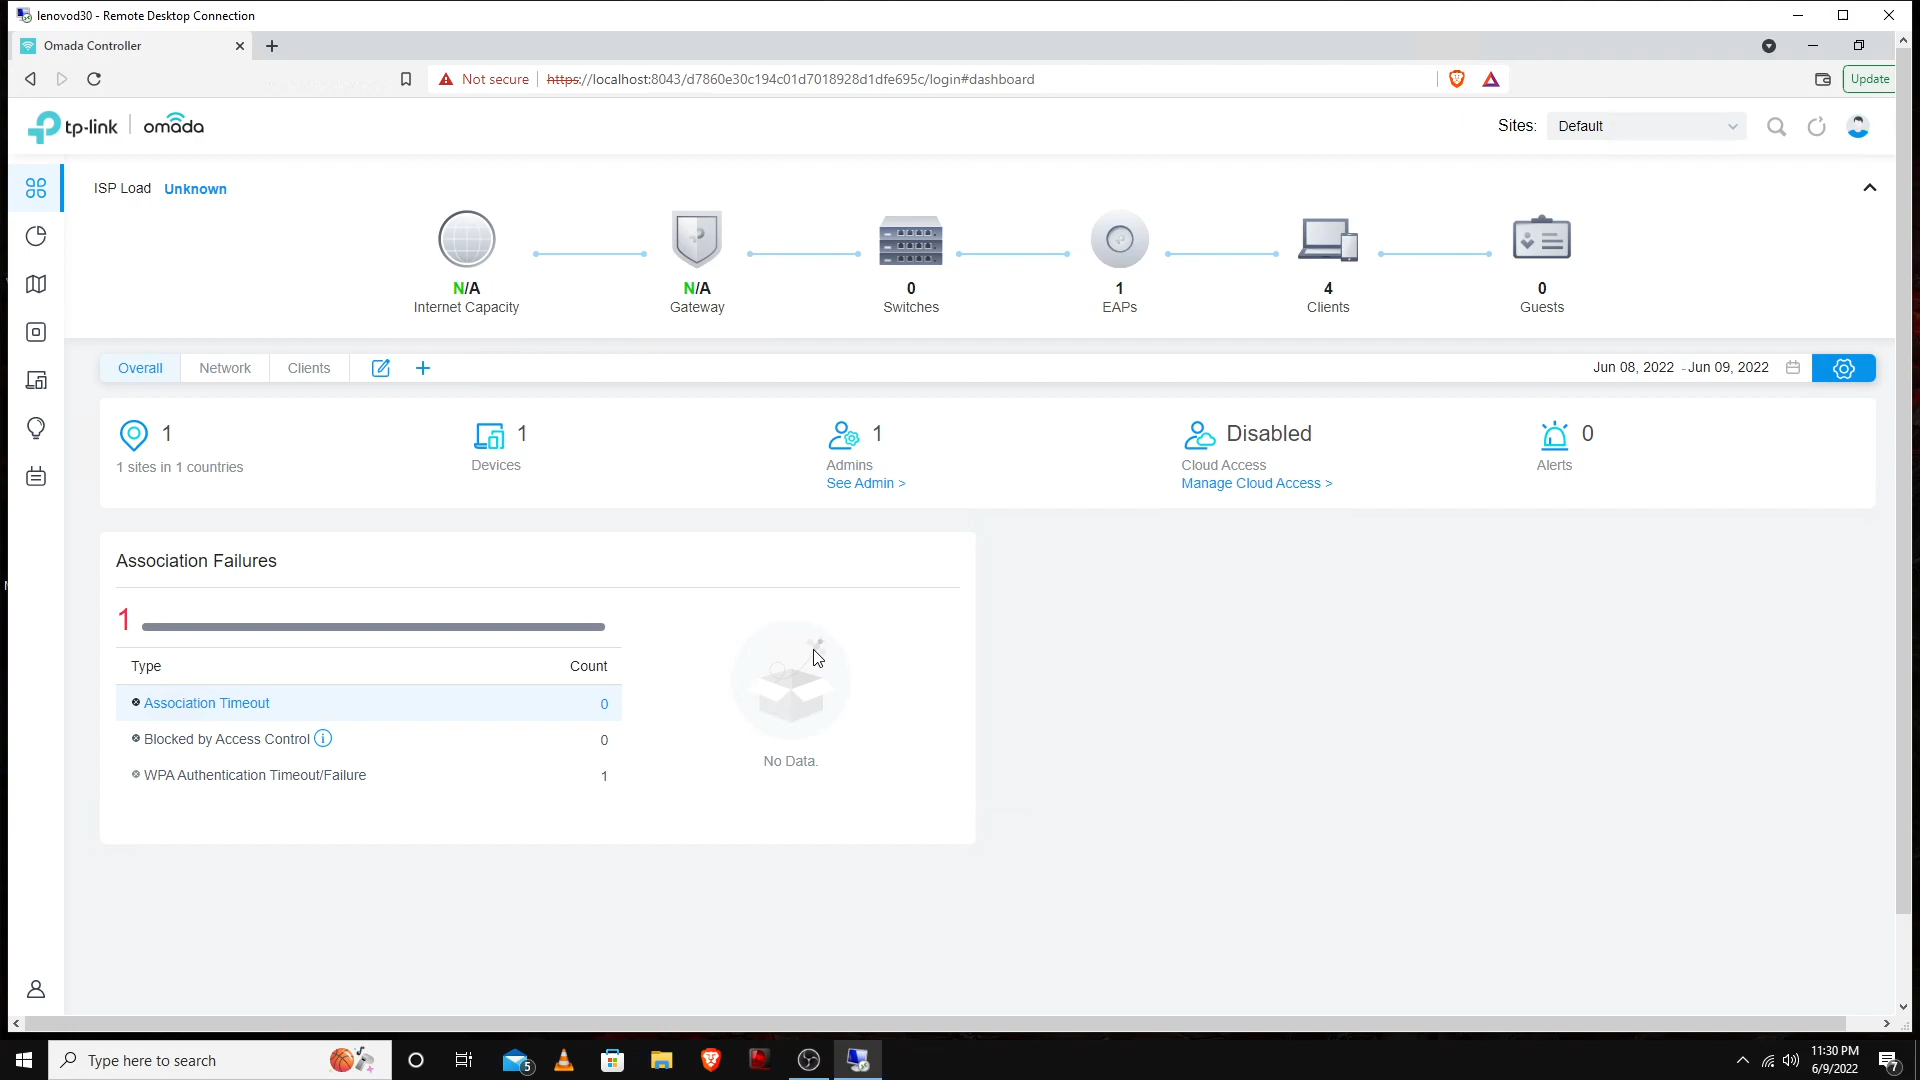 lenovod30 - Remote Desktop Connection
Omada Controller
Not secure
https://localhost:8043/d7860e30c194c01d7018928d1dfe695c/login#dashboard
Update
tp-link | omada
Sites: Default
ISP Load Unknown
N/A
Internet Capacity
N/A
Gateway
0
Switches
1
EAPs
4
Clients
0
Guests
Overall
Network
Clients
Jun 08, 2022 - Jun 09, 2022
1
1 sites in 1 countries
1
Devices
1
Admins
See Admin >
Disabled
Cloud Access
Manage Cloud Access >
0
Alerts
Association Failures
1
Type Count
Association Timeout 0
Blocked by Access Control 0
WPA Authentication Timeout/Failure 1
No Data.
Type here to search
5
11:30 PM
6/9/2022
7